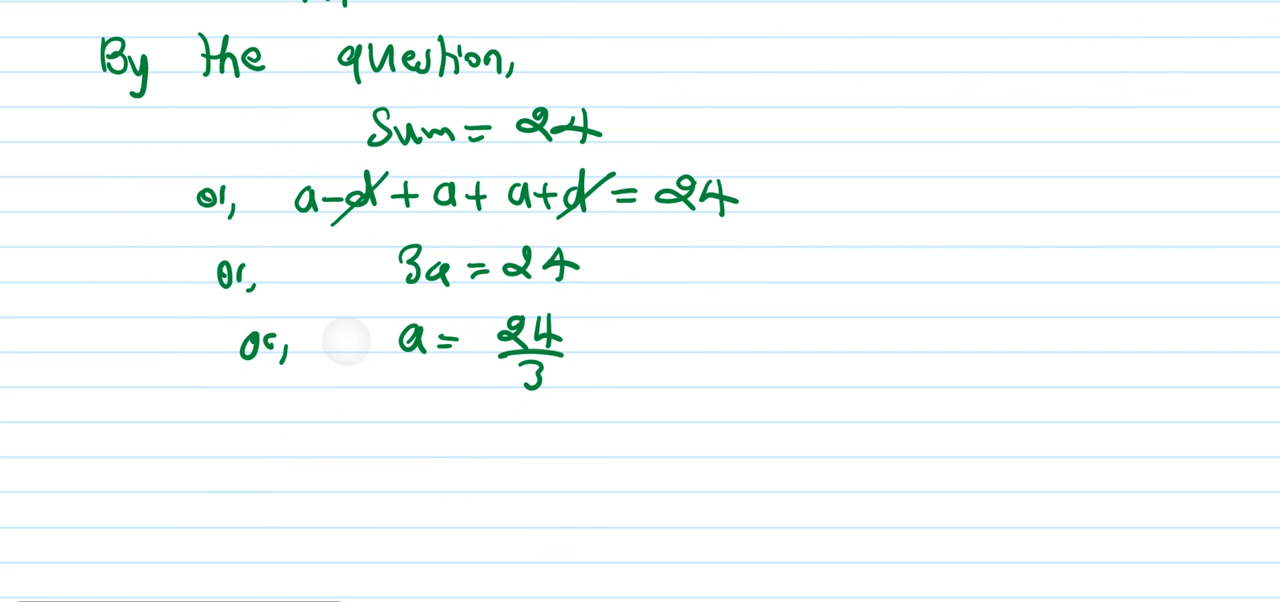 By the question,
Sum = 24
or, a-d + a + a+d = 24
or, 3a = 24
or, a = 24/3